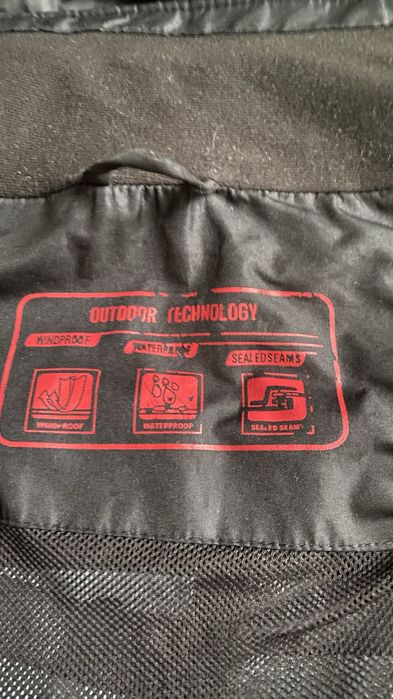 OUTDOOR TECHNOLOGY
WINDPROOF
WATERPROOF
SEALEDSEAMS
WINDPROOF
WATERPROOF
SEALED SEAMS